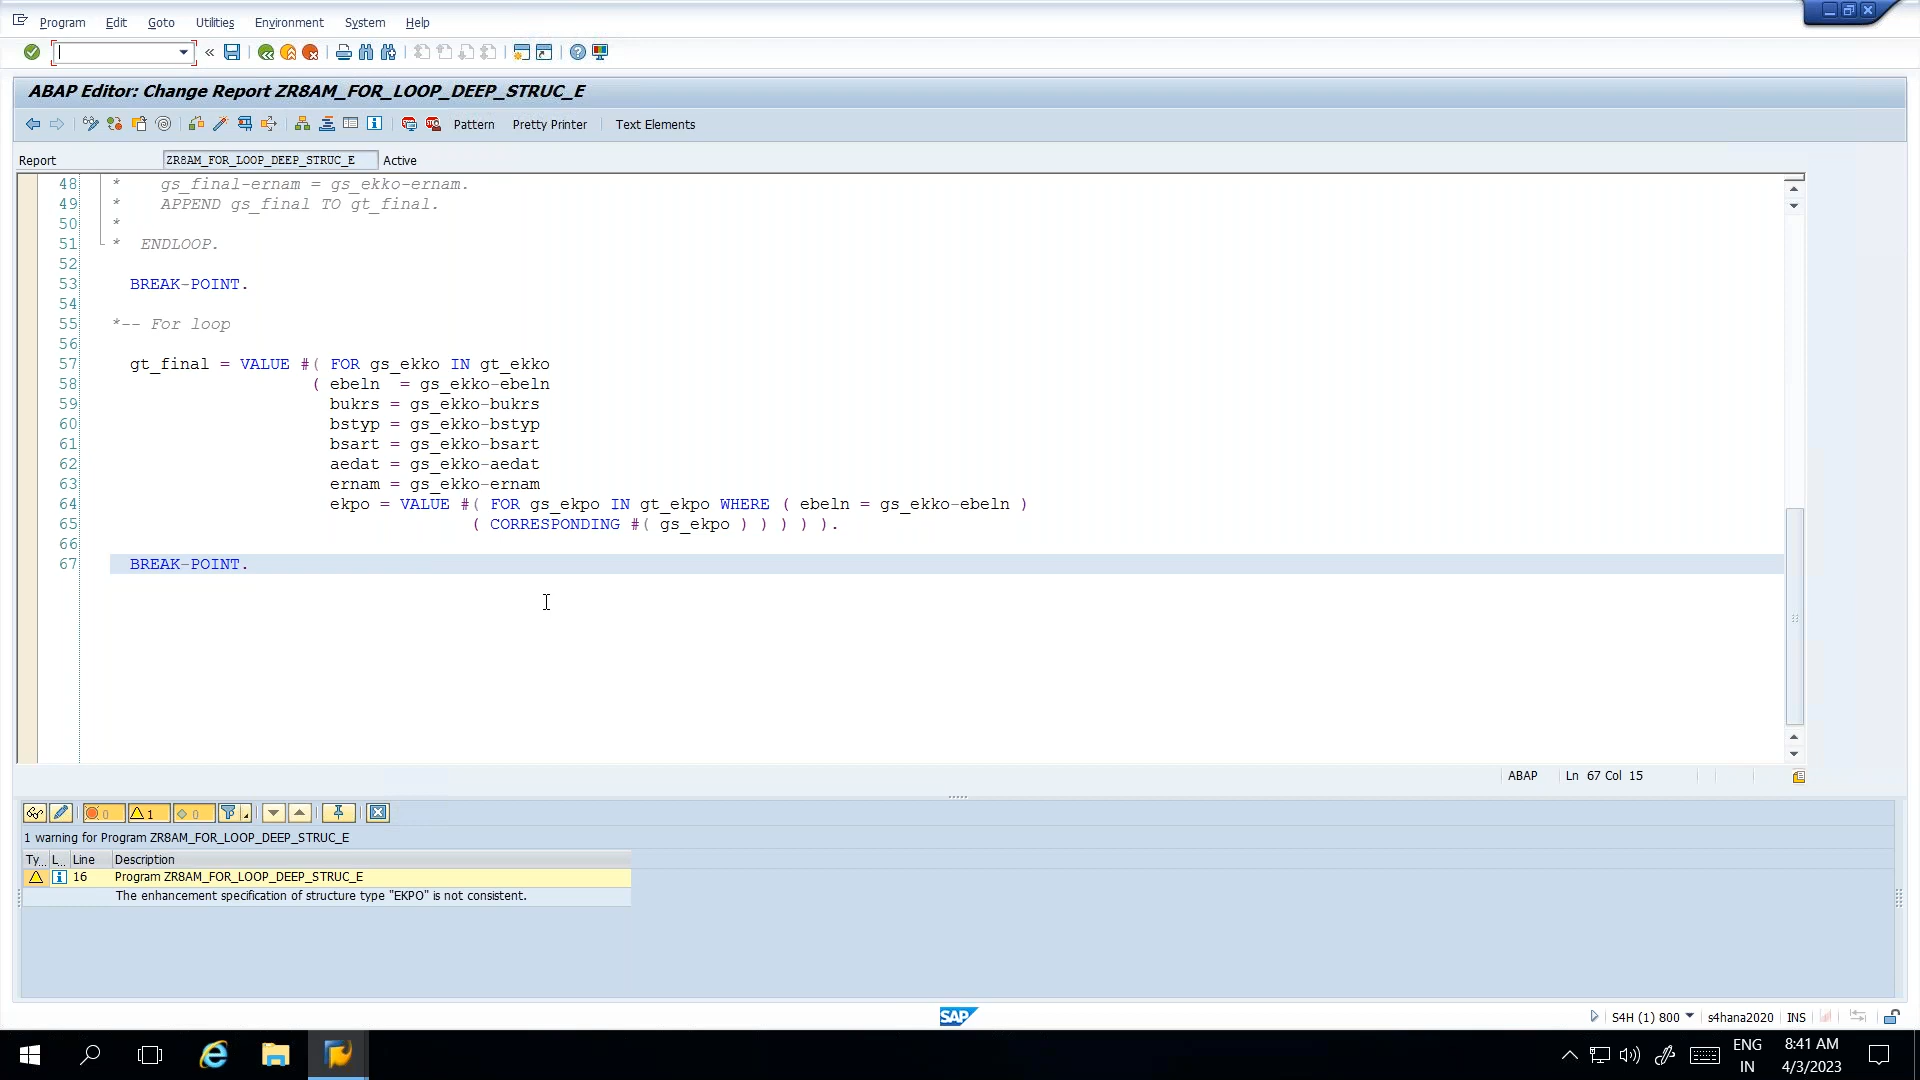 Program Edit Goto Utilities Environment System Help
ABAP Editor: Change Report ZR8AM_FOR_LOOP_DEEP_STRUC_E
Pattern Pretty Printer Text Elements
Report ZR8AM_FOR_LOOP_DEEP_STRUC_E Active
48 * gs_final-ernam = gs_ekko-ernam.
49 * APPEND gs_final TO gt_final.
50 *
51 * ENDLOOP.
52
53 BREAK-POINT.
54
55 *-- For loop
56
57 gt_final = VALUE #( FOR gs_ekko IN gt_ekko
58 ( ebeln = gs_ekko-ebeln
59 bukrs = gs_ekko-bukrs
60 bstyp = gs_ekko-bstyp
61 bsart = gs_ekko-bsart
62 aedat = gs_ekko-aedat
63 ernam = gs_ekko-ernam
64 ekpo = VALUE #( FOR gs_ekpo IN gt_ekpo WHERE ( ebeln = gs_ekko-ebeln )
65 ( CORRESPONDING #( gs_ekpo ) ) ) ) ).
66
67 BREAK-POINT.
ABAP Ln 67 Col 15
0 1 0
1 warning for Program ZR8AM_FOR_LOOP_DEEP_STRUC_E
Ty... L... Line Description
16 Program ZR8AM_FOR_LOOP_DEEP_STRUC_E
The enhancement specification of structure type "EKPO" is not consistent.
SAP
S4H (1) 800 s4hana2020 INS
ENG 8:41 AM
IN 4/3/2023